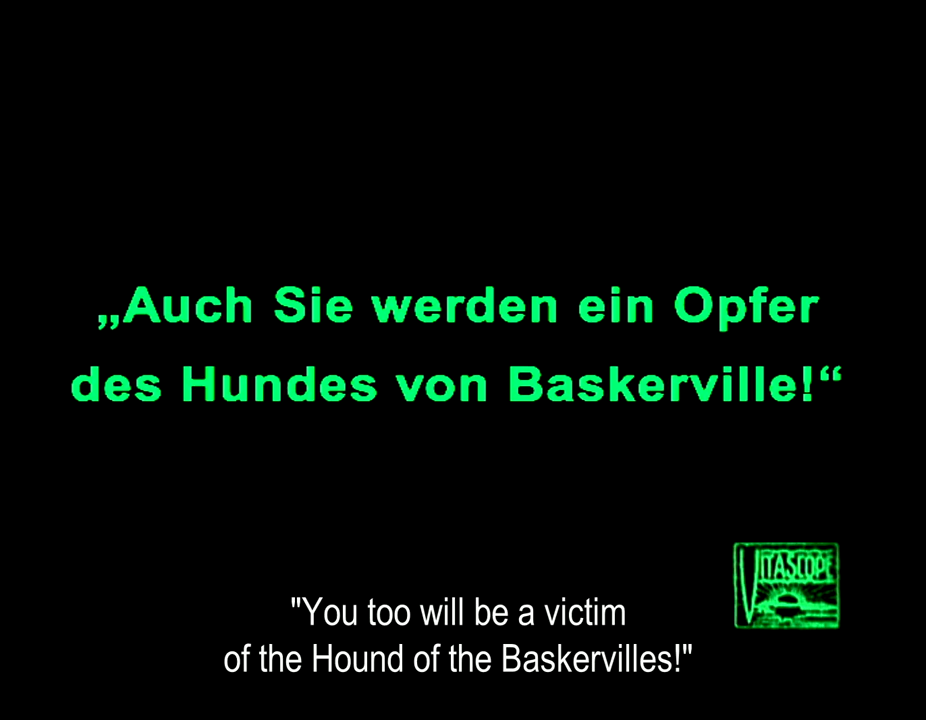 „Auch Sie werden ein Opfer
des Hundes von Baskerville!“
VITASCOPE
"You too will be a victim
of the Hound of the Baskervilles!"